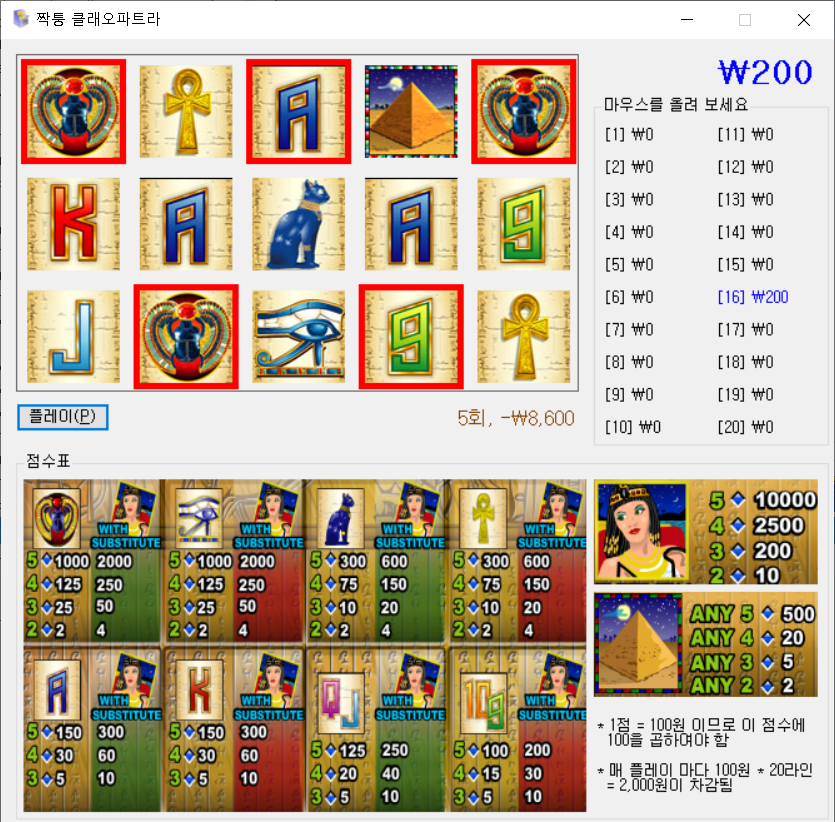 짝퉁 클래오파트라
₩200
마우스를 올려 보세요
A
K A A 9
J 9
[1] ₩0 [11] ₩0
[2] ₩0 [12] ₩0
[3] ₩0 [13] ₩0
[4] ₩0 [14] ₩0
[5] ₩0 [15] ₩0
[6] ₩0 [16] ₩200
[7] ₩0 [17] ₩0
[8] ₩0 [18] ₩0
[9] ₩0 [19] ₩0
[10] ₩0 [20] ₩0
플레이(P)
5회, -₩8,600
점수표
WITH SUBSTITUTE
5 1000 2000
4 125 250
3 25 50
2 2 4
WITH SUBSTITUTE
5 1000 2000
4 125 250
3 25 50
2 2 4
WITH SUBSTITUTE
5 300 600
4 75 150
3 10 20
2 2 4
WITH SUBSTITUTE
5 300 600
4 75 150
3 10 20
2 2 4
5 10000
4 2500
3 200
2 10
A
WITH SUBSTITUTE
5 150 300
4 30 60
3 5 10
K
WITH SUBSTITUTE
5 150 300
4 30 60
3 5 10
Q J
WITH SUBSTITUTE
5 125 250
4 20 40
3 5 10
10 9
WITH SUBSTITUTE
5 100 200
4 15 30
3 5 10
ANY 5 500
ANY 4 20
ANY 3 5
ANY 2 2
* 1점 = 100원 이므로 이 점수에
100을 곱하여야 함
* 매 플레이 마다 100원 * 20라인
= 2,000원이 차감됨